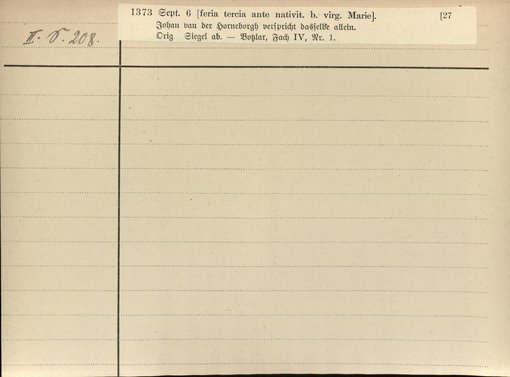 1373 Sept. 6 [feria tercia ante nativit. b. virg. Marie]. [27
Johan van der Horneborgh verspricht dasselbe allein.
Orig Siegel ab. — Botzlar, Fach IV, Nr. 1.
II. S. 208.